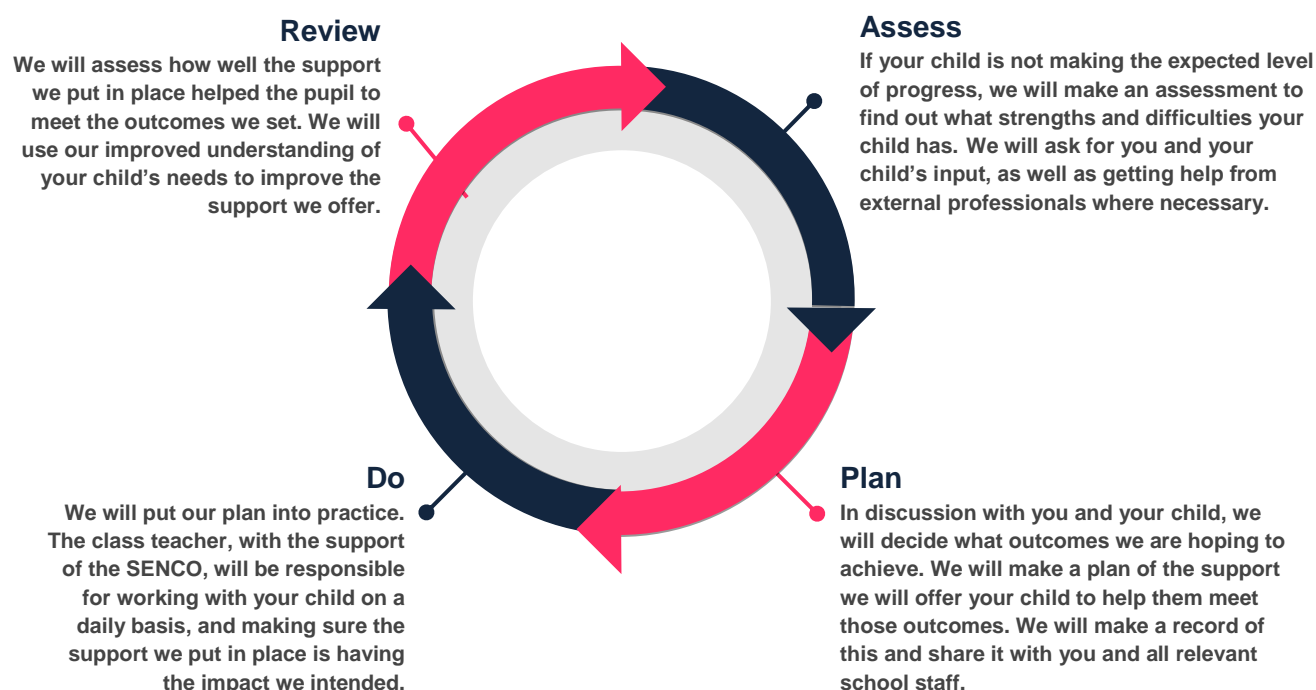 Review
We will assess how well the support
we put in place helped the pupil to
meet the outcomes we set. We will
use our improved understanding of
your child’s needs to improve the
support we offer.
Assess
If your child is not making the expected level
of progress, we will make an assessment to
find out what strengths and difficulties your
child has. We will ask for you and your
child’s input, as well as getting help from
external professionals where necessary.
Do
We will put our plan into practice.
The class teacher, with the support
of the SENCO, will be responsible
for working with your child on a
daily basis, and making sure the
support we put in place is having
the impact we intended.
Plan
In discussion with you and your child, we
will decide what outcomes we are hoping to
achieve. We will make a plan of the support
we will offer your child to help them meet
those outcomes. We will make a record of
this and share it with you and all relevant
school staff.